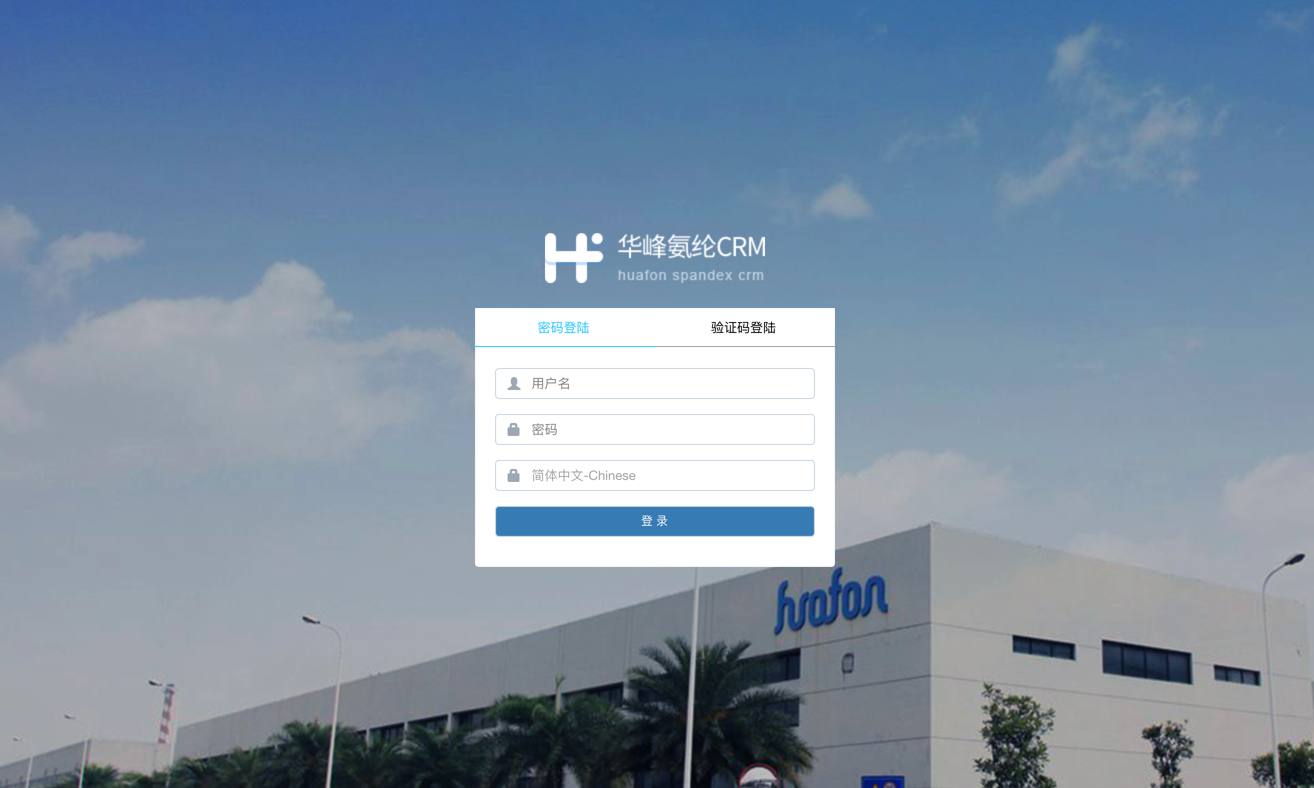 华峰氨纶CRM
huafon spandex crm
密码登陆 验证码登陆
用户名
密码
简体中文-Chinese
登 录
huafon